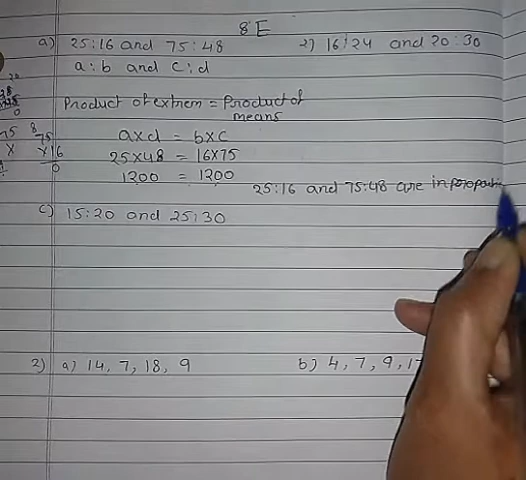 8E
a) 25:16 and 75:48
2) 16:24 and 20:30
a:b and c:d
Product of extrem = Product of
means
a x d = b x c
25 x 48 = 16 x 75
1200 = 1200
25:16 and 75:48 are in
c) 15:20 and 25:30
2) a) 14, 7, 18, 9
b) 4, 7, 9,